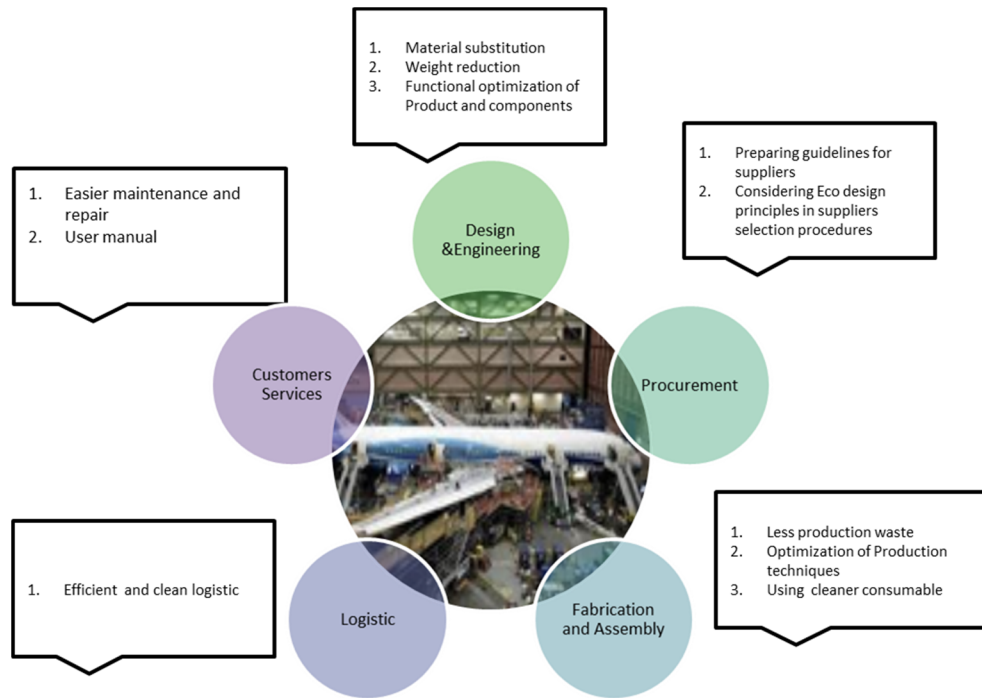 1. Material substitution
2. Weight reduction
3. Functional optimization of
Product and components
1. Preparing guidelines for
suppliers
2. Considering Eco design
principles in suppliers
selection procedures
1. Easier maintenance and
repair
2. User manual
Design
&Engineering
Customers
Services
Procurement
1. Less production waste
2. Optimization of Production
techniques
3. Using cleaner consumable
1. Efficient and clean logistic
Logistic
Fabrication
and Assembly